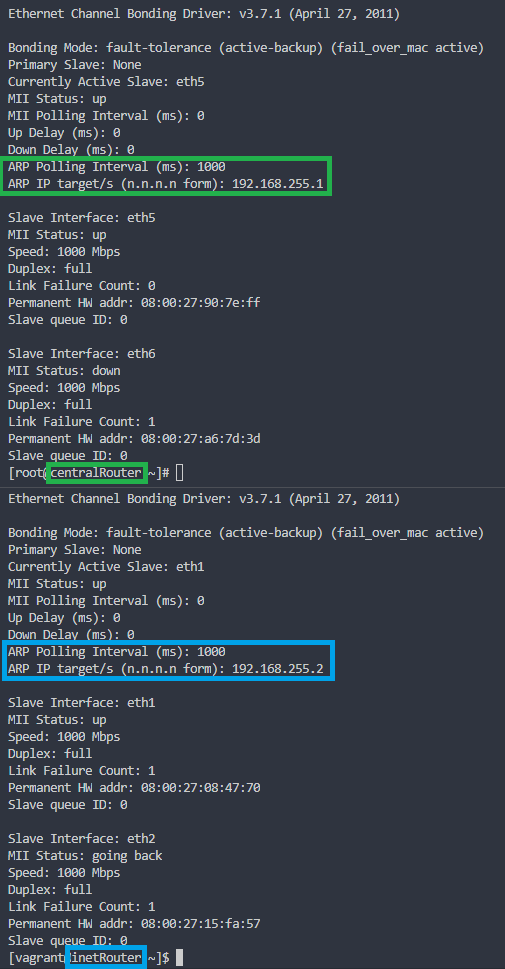 Ethernet Channel Bonding Driver: v3.7.1 (April 27, 2011)
Bonding Mode: fault-tolerance (active-backup) (fail_over_mac active)
Primary Slave: None
Currently Active Slave: eth5
MII Status: up
MII Polling Interval (ms): 0
Up Delay (ms): 0
Down Delay (ms): 0
ARP Polling Interval (ms): 1000
ARP IP target/s (n.n.n.n form): 192.168.255.1
Slave Interface: eth5
MII Status: up
Speed: 1000 Mbps
Duplex: full
Link Failure Count: 0
Permanent HW addr: 08:00:27:90:7e:ff
Slave queue ID: 0
Slave Interface: eth6
MII Status: down
Speed: 1000 Mbps
Duplex: full
Link Failure Count: 1
Permanent HW addr: 08:00:27:a6:7d:3d
Slave queue ID: 0
[root@centralRouter ~]#
Ethernet Channel Bonding Driver: v3.7.1 (April 27, 2011)
Bonding Mode: fault-tolerance (active-backup) (fail_over_mac active)
Primary Slave: None
Currently Active Slave: eth1
MII Status: up
MII Polling Interval (ms): 0
Up Delay (ms): 0
Down Delay (ms): 0
ARP Polling Interval (ms): 1000
ARP IP target/s (n.n.n.n form): 192.168.255.2
Slave Interface: eth1
MII Status: up
Speed: 1000 Mbps
Duplex: full
Link Failure Count: 1
Permanent HW addr: 08:00:27:08:47:70
Slave queue ID: 0
Slave Interface: eth2
MII Status: going back
Speed: 1000 Mbps
Duplex: full
Link Failure Count: 1
Permanent HW addr: 08:00:27:15:fa:57
Slave queue ID: 0
[vagrant@inetRouter ~]$